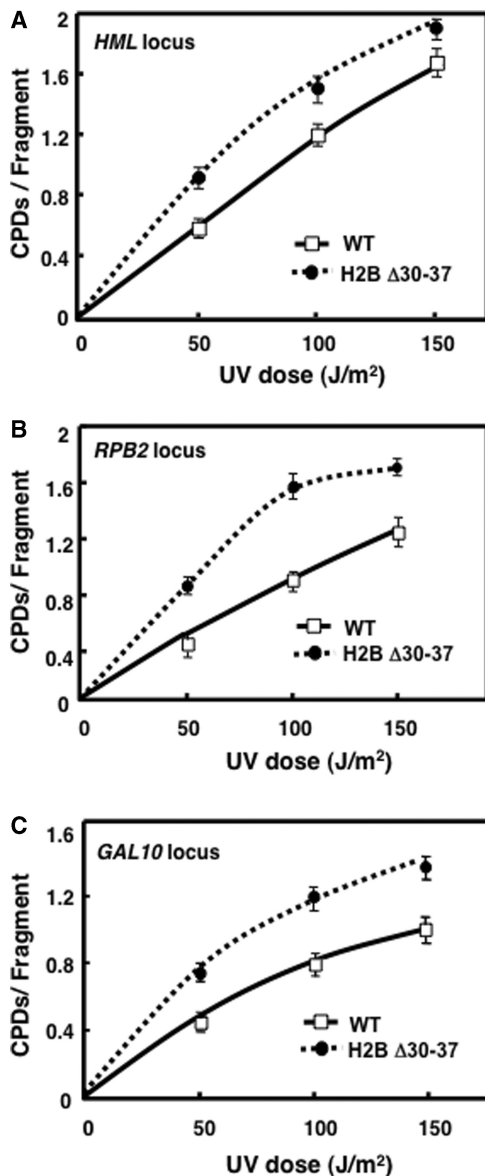 A
HML locus
CPDs / Fragment
2
1.6
1.2
0.8
0.4
0
WT
H2B Δ30-37
0 50 100 150
UV dose (J/m²)
B
RPB2 locus
CPDs/ Fragment
2
1.6
1.2
0.8
0.4
0
WT
H2B Δ30-37
0 50 100 150
UV dose (J/m²)
C
GAL10 locus
CPDs/ Fragment
1.6
1.2
0.8
0.4
0
WT
H2B Δ30-37
0 50 100 150
UV dose (J/m²)